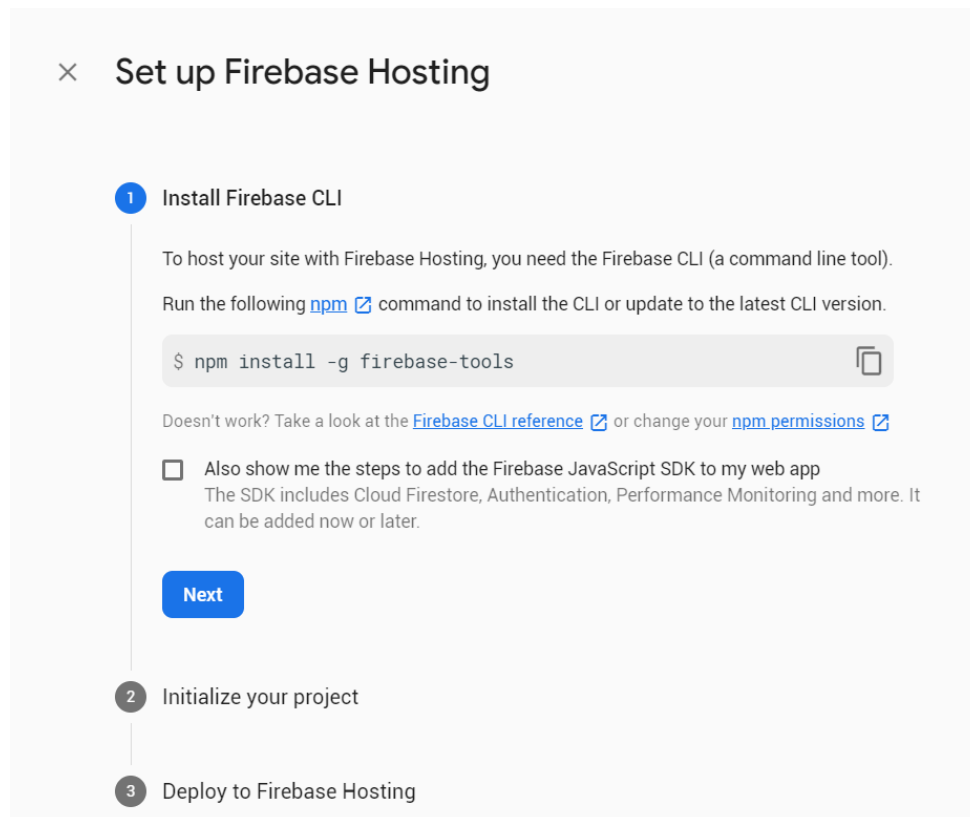 Set up Firebase Hosting
1 Install Firebase CLI
To host your site with Firebase Hosting, you need the Firebase CLI (a command line tool).
Run the following npm command to install the CLI or update to the latest CLI version.
$ npm install -g firebase-tools
Doesn't work? Take a look at the Firebase CLI reference or change your npm permissions
Also show me the steps to add the Firebase JavaScript SDK to my web app
The SDK includes Cloud Firestore, Authentication, Performance Monitoring and more. It
can be added now or later.
Next
2 Initialize your project
3 Deploy to Firebase Hosting